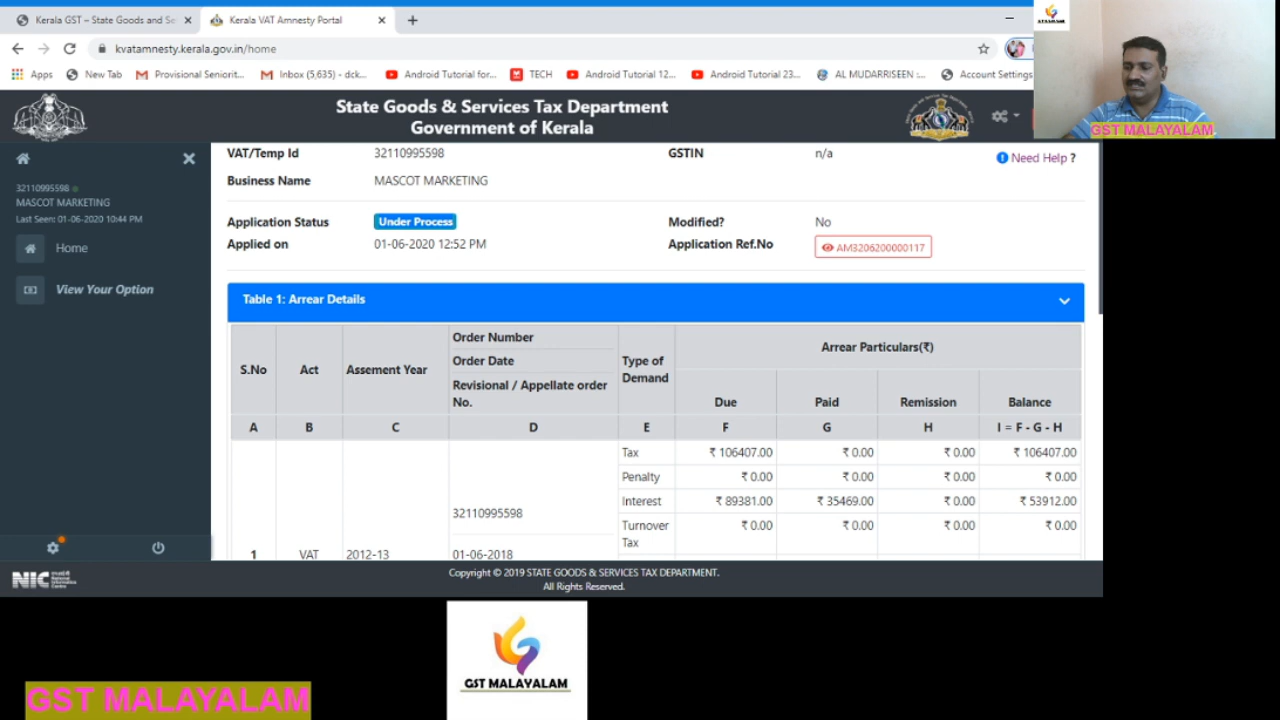 Kerala GST – State Goods and Se
Kerala VAT Amnesty Portal
kvatamnesty.kerala.gov.in/home
Apps
New Tab
Provisional Seniorit...
Inbox (5,635) - dck...
Android Tutorial for...
TECH
Android Tutorial 12...
Android Tutorial 23...
AL MUDARRISEEN :...
Account Settings
GST MALAYALAM
State Goods & Services Tax Department
Government of Kerala
32110995598
MASCOT MARKETING
Last Seen: 01-06-2020 10:44 PM
Home
View Your Option
VAT/Temp Id 32110995598 GSTIN n/a
Need Help ?
Business Name MASCOT MARKETING
Application Status Under Process Modified? No
Applied on 01-06-2020 12:52 PM Application Ref.No AM3206200000117
Table 1: Arrear Details
S.No Act Assement Year
Order Number
Order Date
Revisional / Appellate order
No.
Type of
Demand
Arrear Particulars(₹)
Due Paid Remission Balance
A B C D E F G H I = F - G - H
Tax ₹ 106407.00 ₹ 0.00 ₹ 0.00 ₹ 106407.00
Penalty ₹ 0.00 ₹ 0.00 ₹ 0.00 ₹ 0.00
Interest ₹ 89381.00 ₹ 35469.00 ₹ 0.00 ₹ 53912.00
32110995598
Turnover ₹ 0.00 ₹ 0.00 ₹ 0.00 ₹ 0.00
Tax
1 VAT 2012-13 01-06-2018
NIC
Copyright © 2019 STATE GOODS & SERVICES TAX DEPARTMENT.
All Rights Reserved.
GST MALAYALAM
GST MALAYALAM